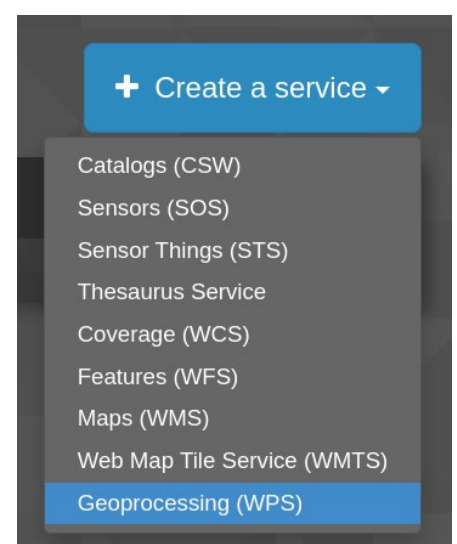 Create a service
Catalogs (CSW)
Sensors (SOS)
Sensor Things (STS)
Thesaurus Service
Coverage (WCS)
Features (WFS)
Maps (WMS)
Web Map Tile Service (WMTS)
Geoprocessing (WPS)